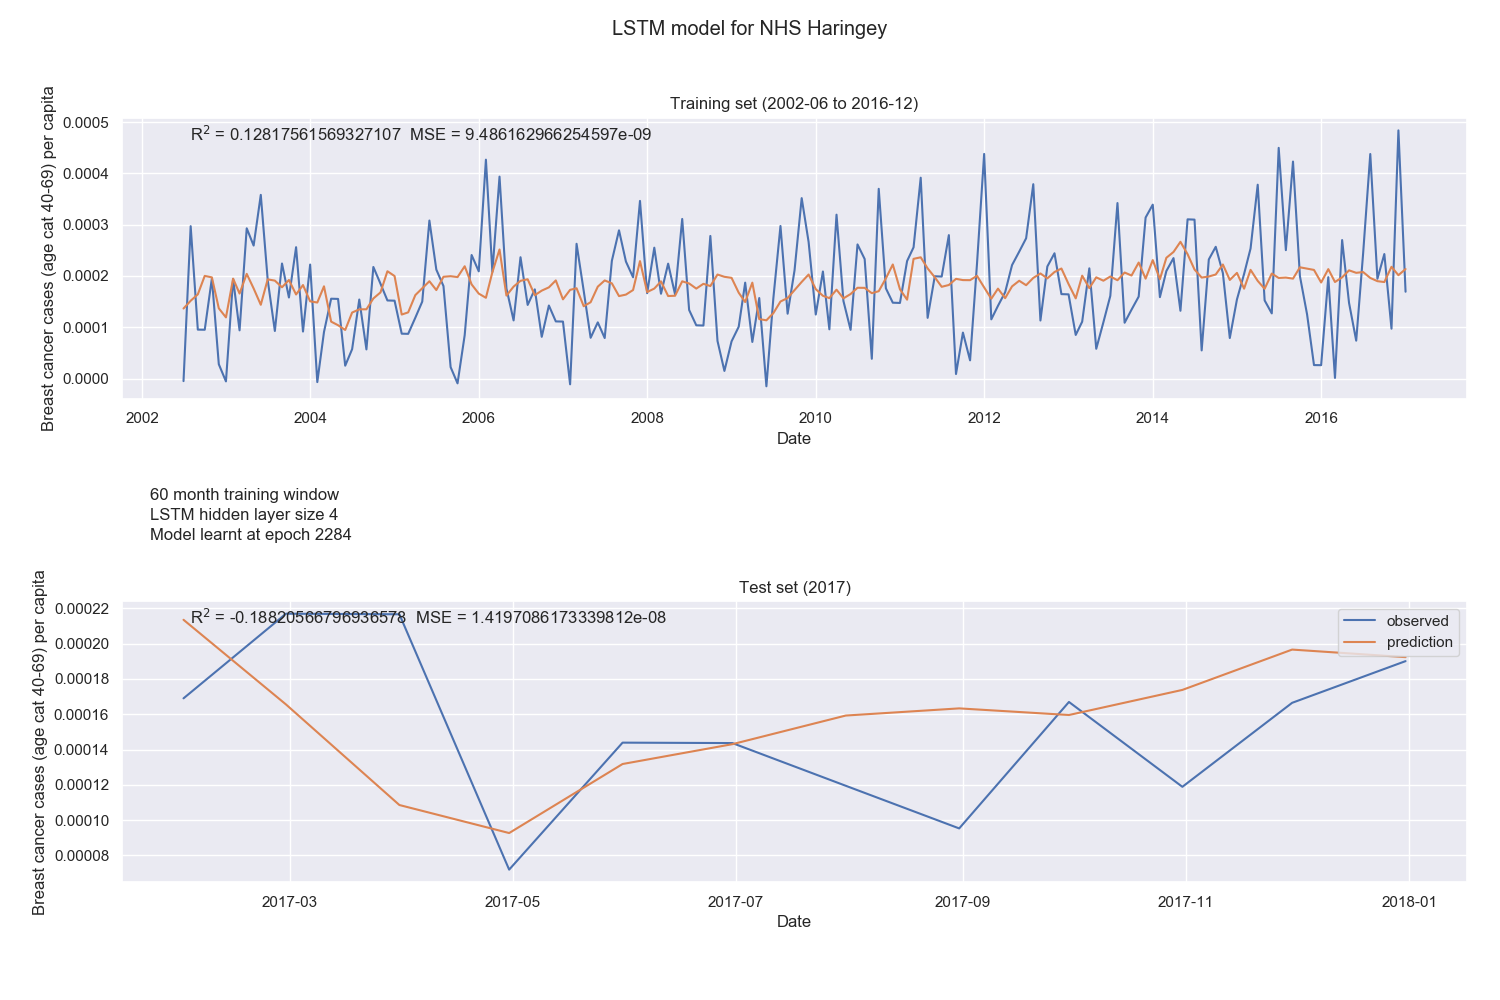 LSTM model for NHS Haringey
Training set (2002-06 to 2016-12)
R² = 0.12817561569327107 MSE = 9.486162966254597e-09
Breast cancer cases (age cat 40-69) per capita
0.0005
0.0004
0.0003
0.0002
0.0001
0.0000
2002 2004 2006 2008 2010 2012 2014 2016
Date
60 month training window
LSTM hidden layer size 4
Model learnt at epoch 2284
Test set (2017)
R² = -0.18820566796936578 MSE = 1.4197086173339812e-08
observed
prediction
Breast cancer cases (age cat 40-69) per capita
0.00022
0.00020
0.00018
0.00016
0.00014
0.00012
0.00010
0.00008
2017-03 2017-05 2017-07 2017-09 2017-11 2018-01
Date